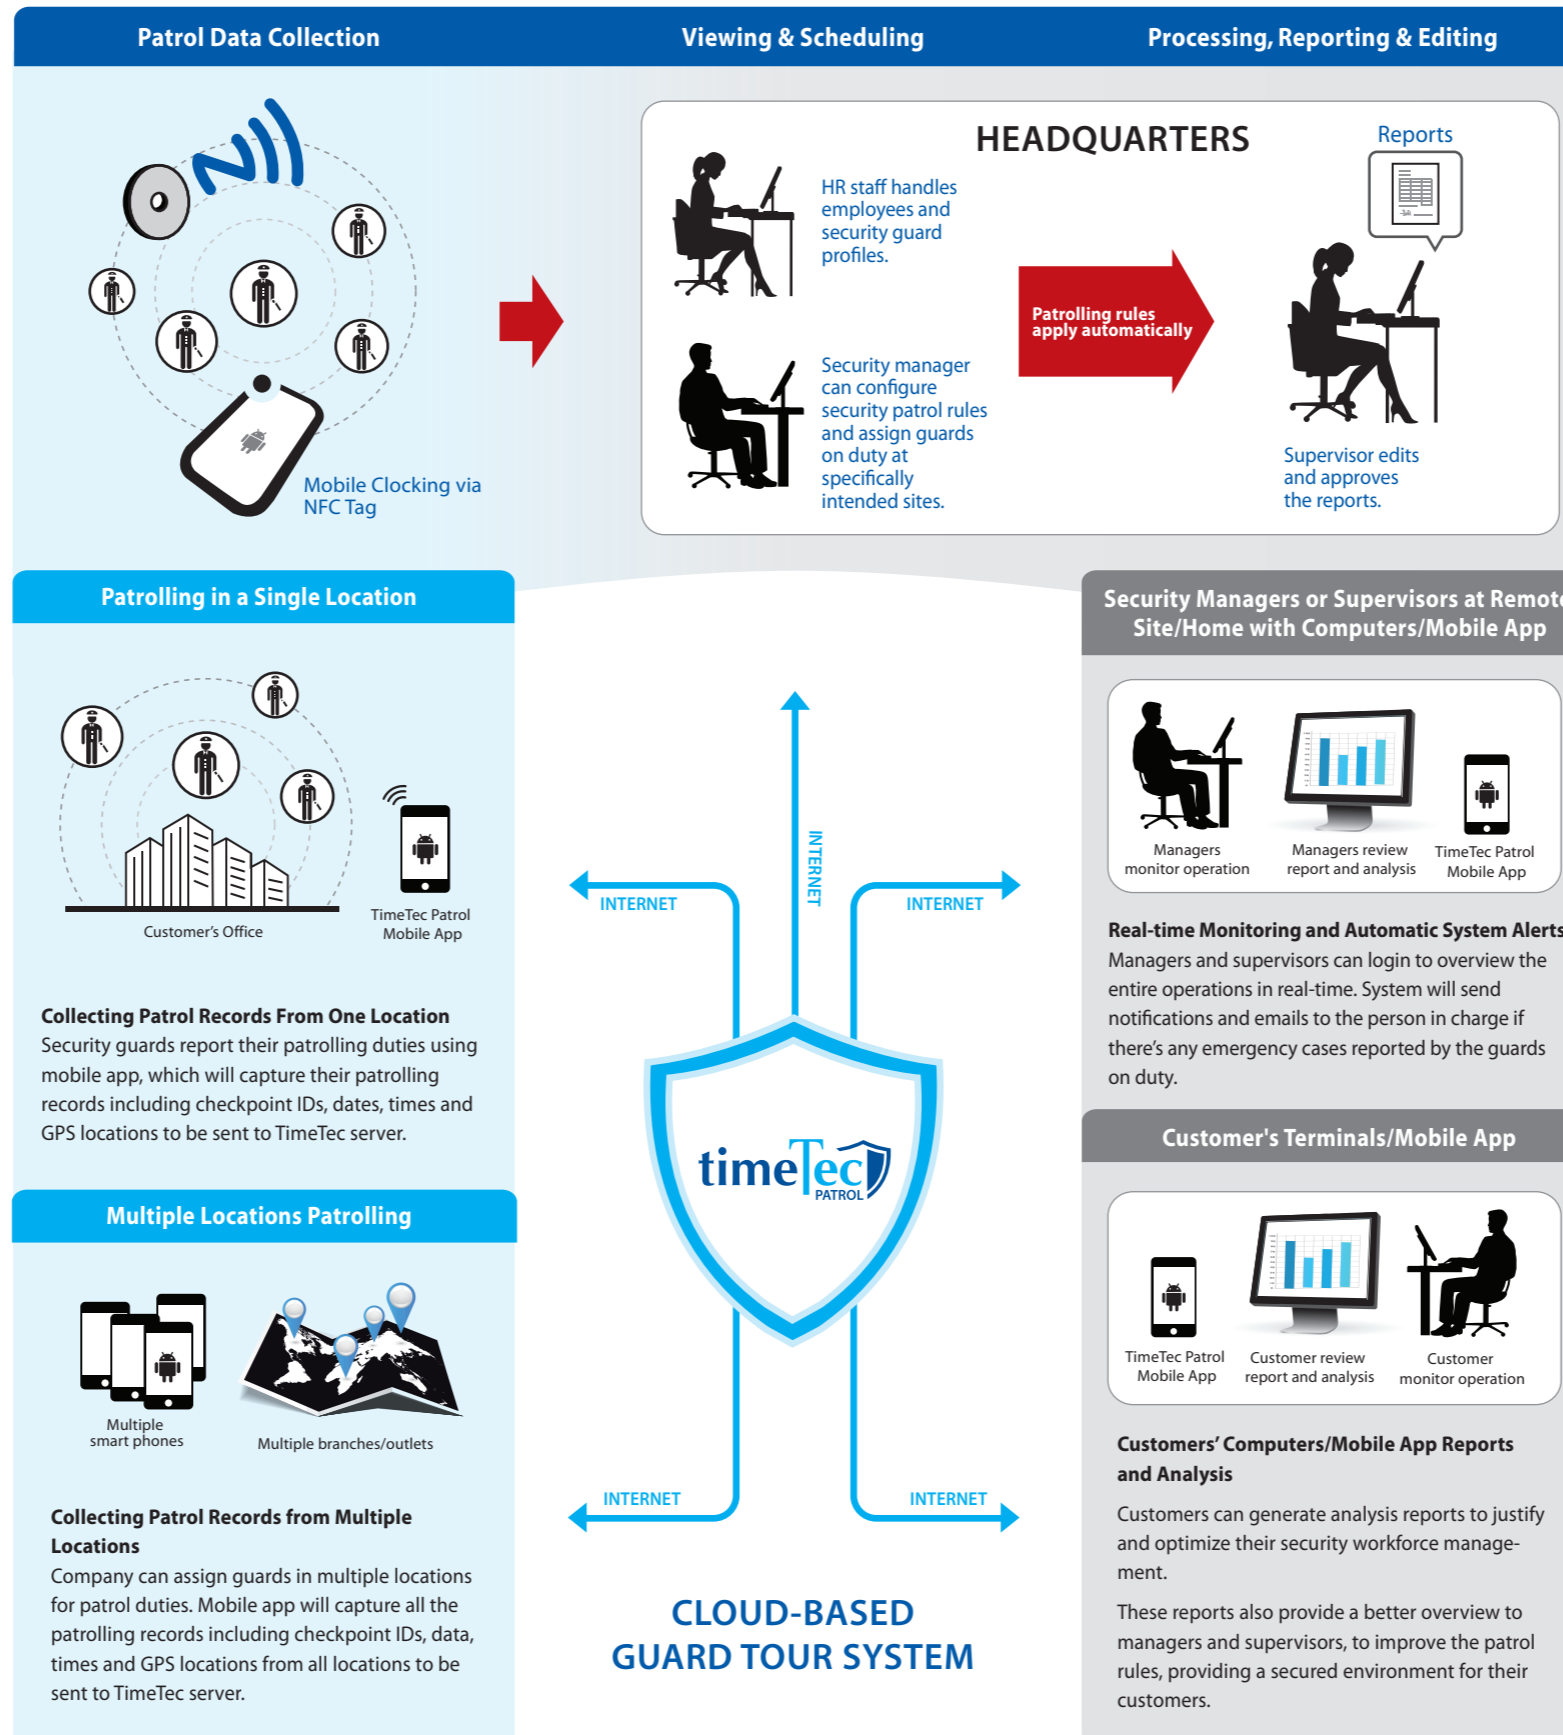 Patrol Data Collection
Viewing & Scheduling
Processing, Reporting & Editing
HEADQUARTERS
Reports
HR staff handles
employees and
security guard
profiles.
Patrolling rules
apply automatically
Security manager
can configure
security patrol rules
and assign guards
on duty at
specifically
intended sites.
Supervisor edits
and approves
the reports.
Mobile Clocking via
NFC Tag
Patrolling in a Single Location
Customer's Office
TimeTec Patrol
Mobile App
Collecting Patrol Records From One Location
Security guards report their patrolling duties using
mobile app, which will capture their patrolling
records including checkpoint IDs, dates, times and
GPS locations to be sent to TimeTec server.
Multiple Locations Patrolling
Multiple
smart phones
Multiple branches/outlets
Collecting Patrol Records from Multiple
Locations
Company can assign guards in multiple locations
for patrol duties. Mobile app will capture all the
patrolling records including checkpoint IDs, data,
times and GPS locations from all locations to be
sent to TimeTec server.
INTERNET
INTERNET
INTERNET
timeTec
PATROL
INTERNET
INTERNET
CLOUD-BASED
GUARD TOUR SYSTEM
Security Managers or Supervisors at Remote
Site/Home with Computers/Mobile App
Managers
monitor operation
Managers review
report and analysis
TimeTec Patrol
Mobile App
Real-time Monitoring and Automatic System Alerts
Managers and supervisors can login to overview the
entire operations in real-time. System will send
notifications and emails to the person in charge if
there's any emergency cases reported by the guards
on duty.
Customer's Terminals/Mobile App
TimeTec Patrol
Mobile App
Customer review
report and analysis
Customer
monitor operation
Customers' Computers/Mobile App Reports
and Analysis
Customers can generate analysis reports to justify
and optimize their security workforce manage-
ment.
These reports also provide a better overview to
managers and supervisors, to improve the patrol
rules, providing a secured environment for their
customers.